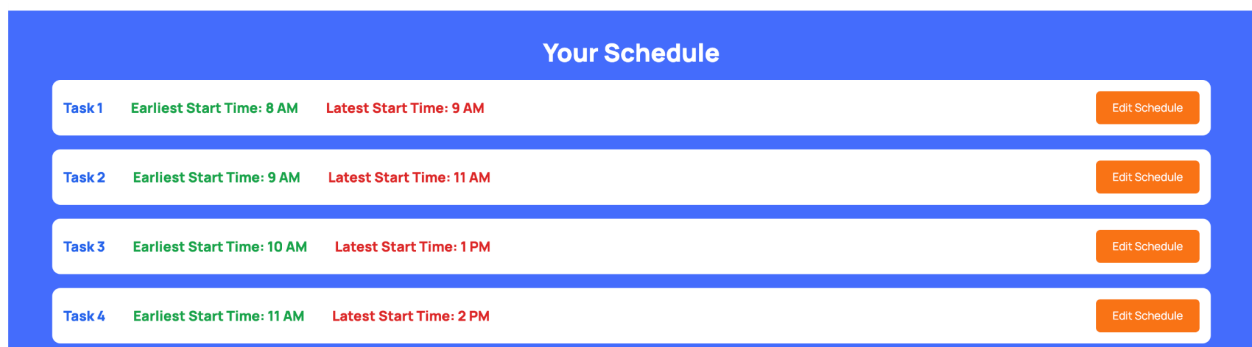 Your Schedule
Task 1 Earliest Start Time: 8 AM Latest Start Time: 9 AM Edit Schedule
Task 2 Earliest Start Time: 9 AM Latest Start Time: 11 AM Edit Schedule
Task 3 Earliest Start Time: 10 AM Latest Start Time: 1 PM Edit Schedule
Task 4 Earliest Start Time: 11 AM Latest Start Time: 2 PM Edit Schedule